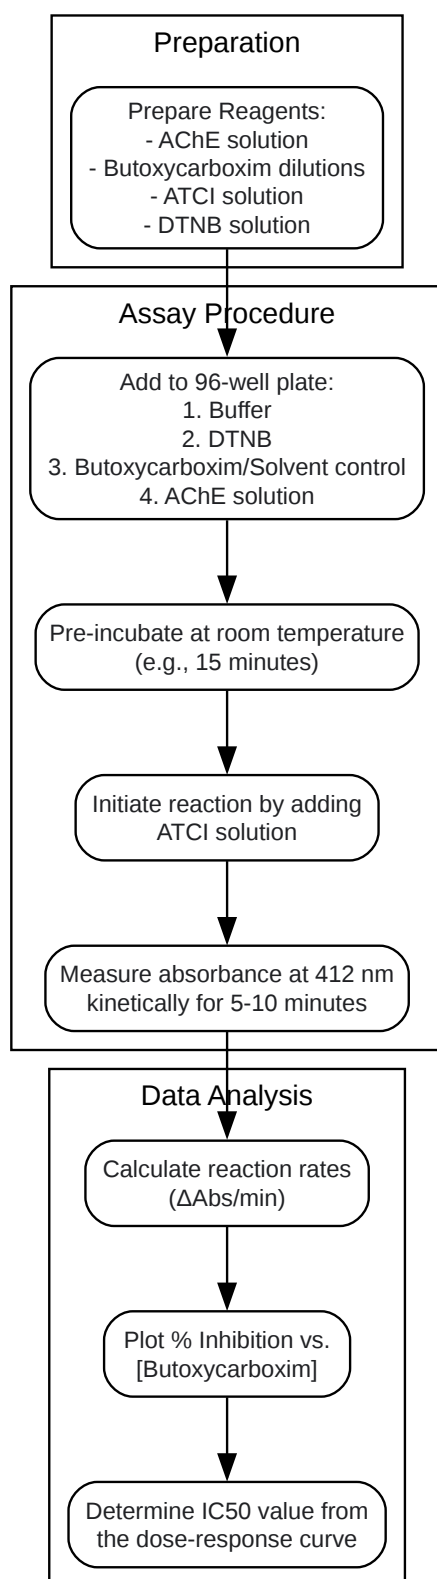 Preparation
Prepare Reagents:
- AChE solution
- Butoxycarboxim dilutions
- ATCI solution
- DTNB solution
Assay Procedure
Add to 96-well plate:
1. Buffer
2. DTNB
3. Butoxycarboxim/Solvent control
4. AChE solution
Pre-incubate at room temperature
(e.g., 15 minutes)
Initiate reaction by adding
ATCI solution
Measure absorbance at 412 nm
kinetically for 5-10 minutes
Data Analysis
Calculate reaction rates
(ΔAbs/min)
Plot % Inhibition vs.
[Butoxycarboxim]
Determine IC50 value from
the dose-response curve